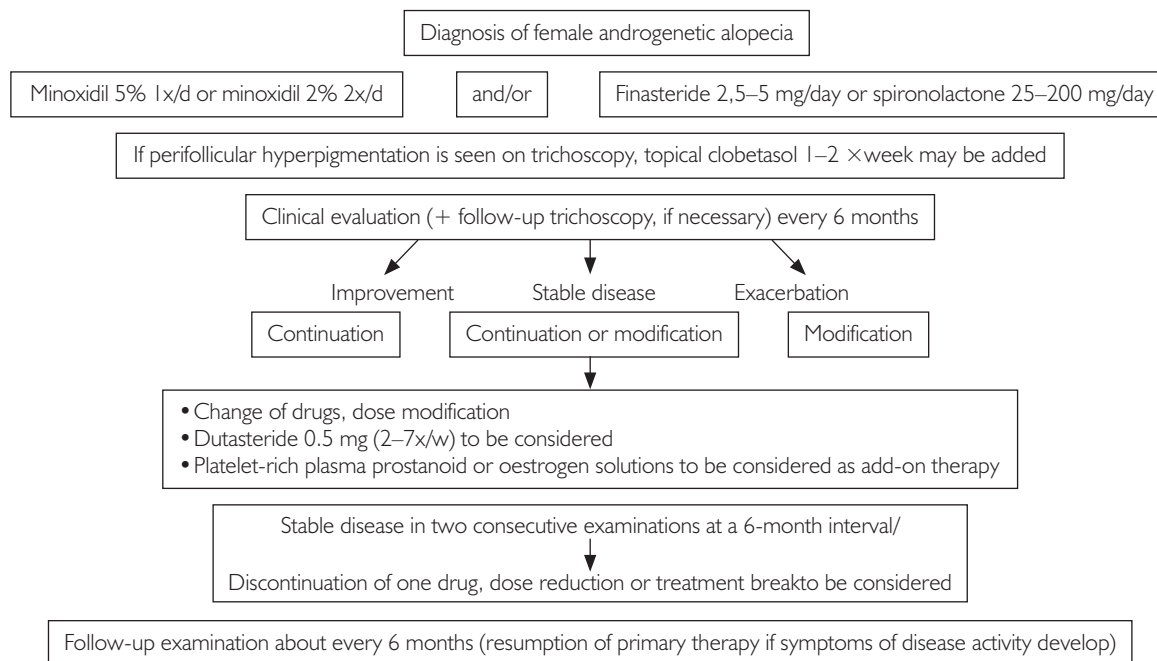 Diagnosis of female androgenetic alopecia
Minoxidil 5% 1x/d or minoxidil 2% 2x/d
and/or
Finasteride 2,5–5 mg/day or spironolactone 25–200 mg/day
If perifollicular hyperpigmentation is seen on trichoscopy, topical clobetasol 1–2 ×week may be added
Clinical evaluation (+ follow-up trichoscopy, if necessary) every 6 months
Improvement
Stable disease
Exacerbation
Continuation
Continuation or modification
Modification
• Change of drugs, dose modification
• Dutasteride 0.5 mg (2–7x/w) to be considered
• Platelet-rich plasma prostanoid or oestrogen solutions to be considered as add-on therapy
Stable disease in two consecutive examinations at a 6-month interval/
Discontinuation of one drug, dose reduction or treatment breakto be considered
Follow-up examination about every 6 months (resumption of primary therapy if symptoms of disease activity develop)